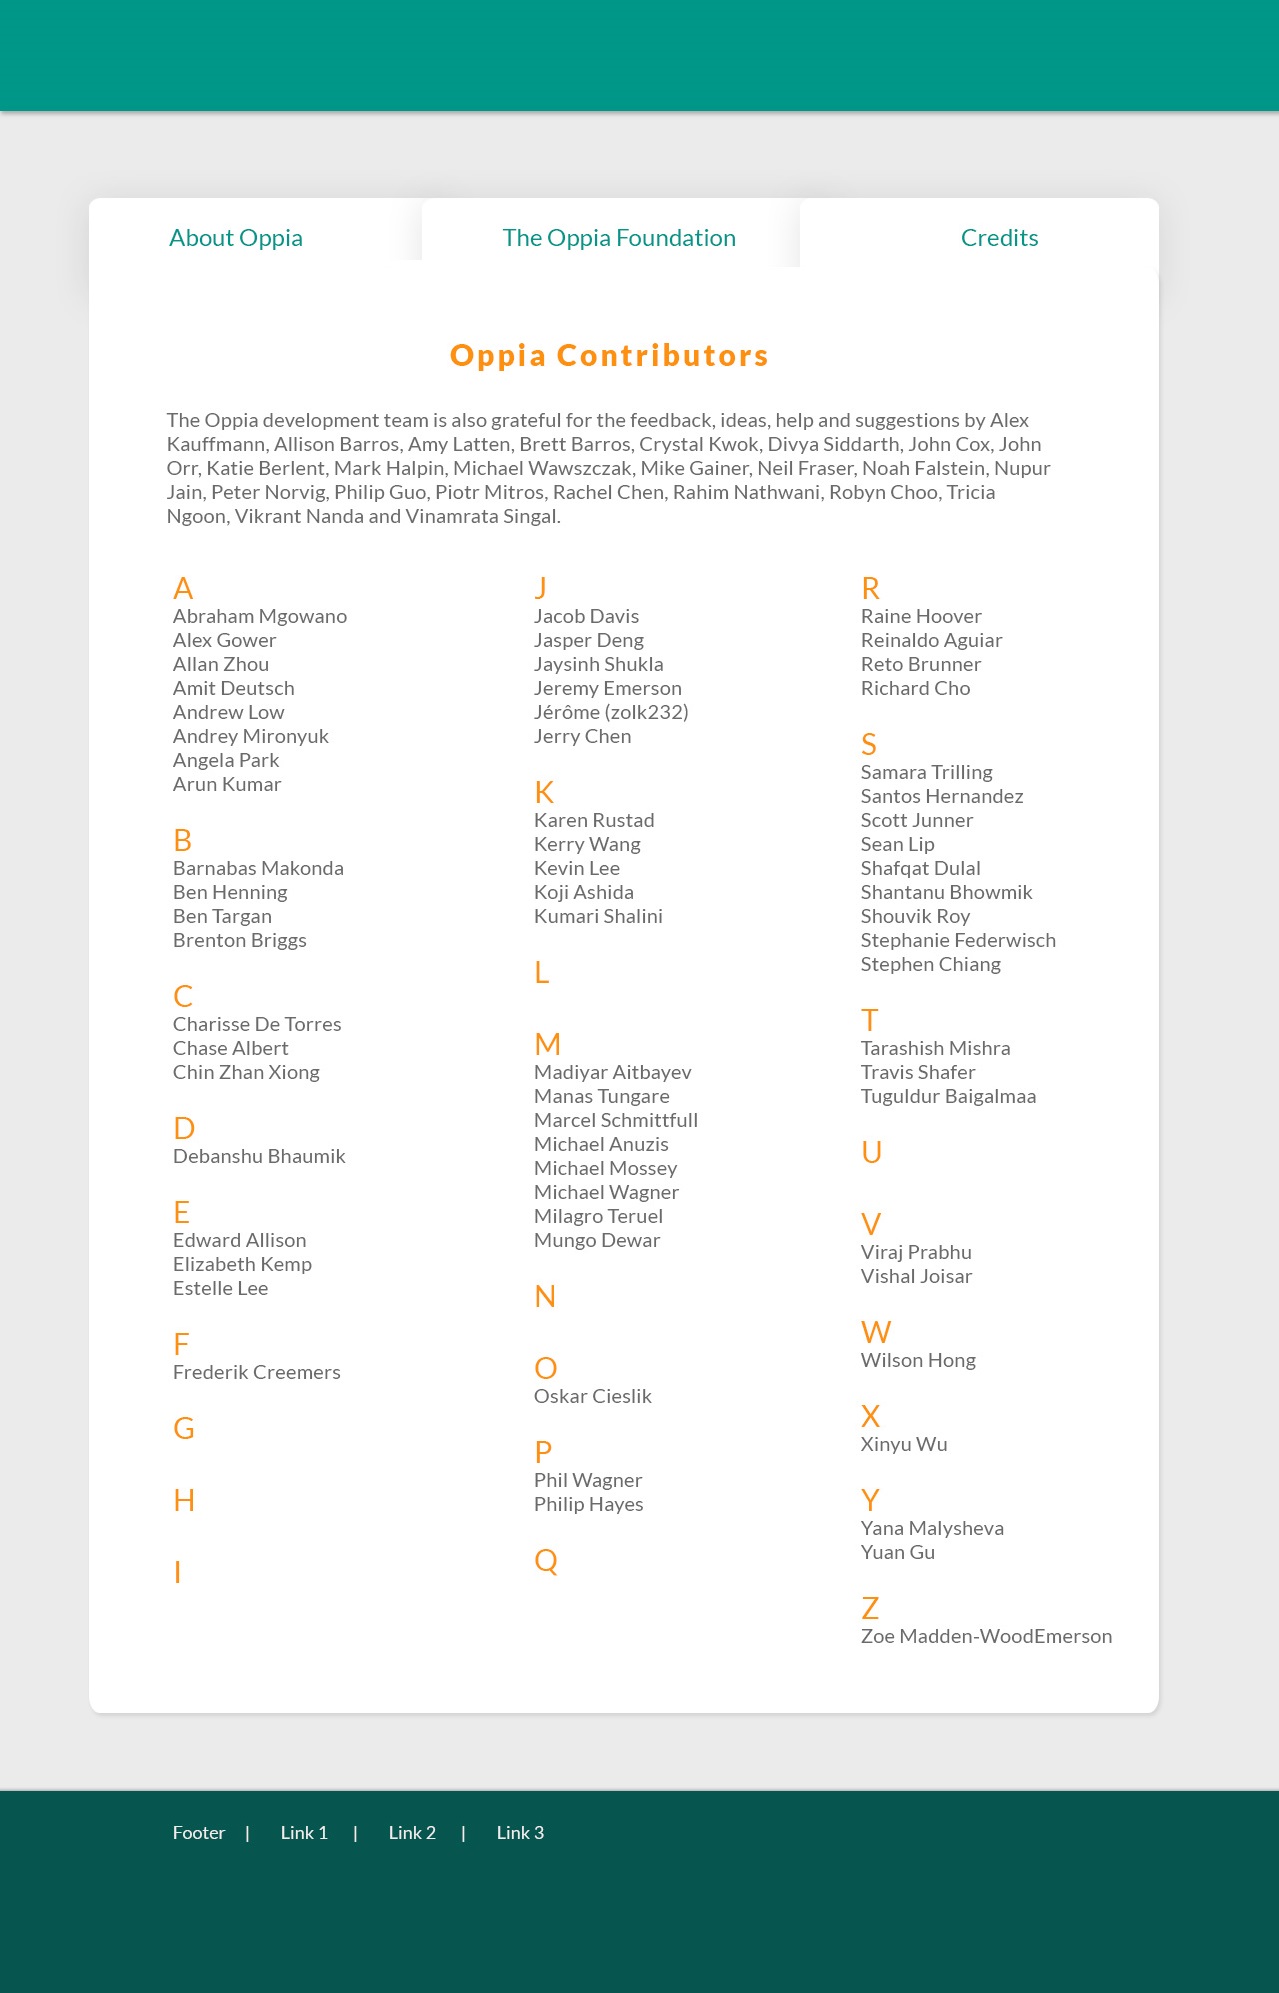 About Oppia
The Oppia Foundation
Credits
Oppia Contributors
The Oppia development team is also grateful for the feedback, ideas, help and suggestions by Alex
Kauffmann, Allison Barros, Amy Latten, Brett Barros, Crystal Kwok, Divya Siddarth, John Cox, John
Orr, Katie Berlent, Mark Halpin, Michael Wawszczak, Mike Gainer, Neil Fraser, Noah Falstein, Nupur
Jain, Peter Norvig, Philip Guo, Piotr Mitros, Rachel Chen, Rahim Nathwani, Robyn Choo, Tricia
Ngoon, Vikrant Nanda and Vinamrata Singal.
A
Abraham Mgowano
Alex Gower
Allan Zhou
Amit Deutsch
Andrew Low
Andrey Mironyuk
Angela Park
Arun Kumar
B
Barnabas Makonda
Ben Henning
Ben Targan
Brenton Briggs
C
Charisse De Torres
Chase Albert
Chin Zhan Xiong
D
Debanshu Bhaumik
E
Edward Allison
Elizabeth Kemp
Estelle Lee
F
Frederik Creemers
G
H
I
J
Jacob Davis
Jasper Deng
Jaysinh Shukla
Jeremy Emerson
Jérôme (zolk232)
Jerry Chen
K
Karen Rustad
Kerry Wang
Kevin Lee
Koji Ashida
Kumari Shalini
L
M
Madiyar Aitbayev
Manas Tungare
Marcel Schmittfull
Michael Anuzis
Michael Mossey
Michael Wagner
Milagro Teruel
Mungo Dewar
N
O
Oskar Cieslik
P
Phil Wagner
Philip Hayes
Q
R
Raine Hoover
Reinaldo Aguiar
Reto Brunner
Richard Cho
S
Samara Trilling
Santos Hernandez
Scott Junner
Sean Lip
Shafqat Dulal
Shantanu Bhowmik
Shouvik Roy
Stephanie Federwisch
Stephen Chiang
T
Tarashish Mishra
Travis Shafer
Tuguldur Baigalmaa
U
V
Viraj Prabhu
Vishal Joisar
W
Wilson Hong
X
Xinyu Wu
Y
Yana Malysheva
Yuan Gu
Z
Zoe Madden-WoodEmerson
Footer | Link 1 | Link 2 | Link 3